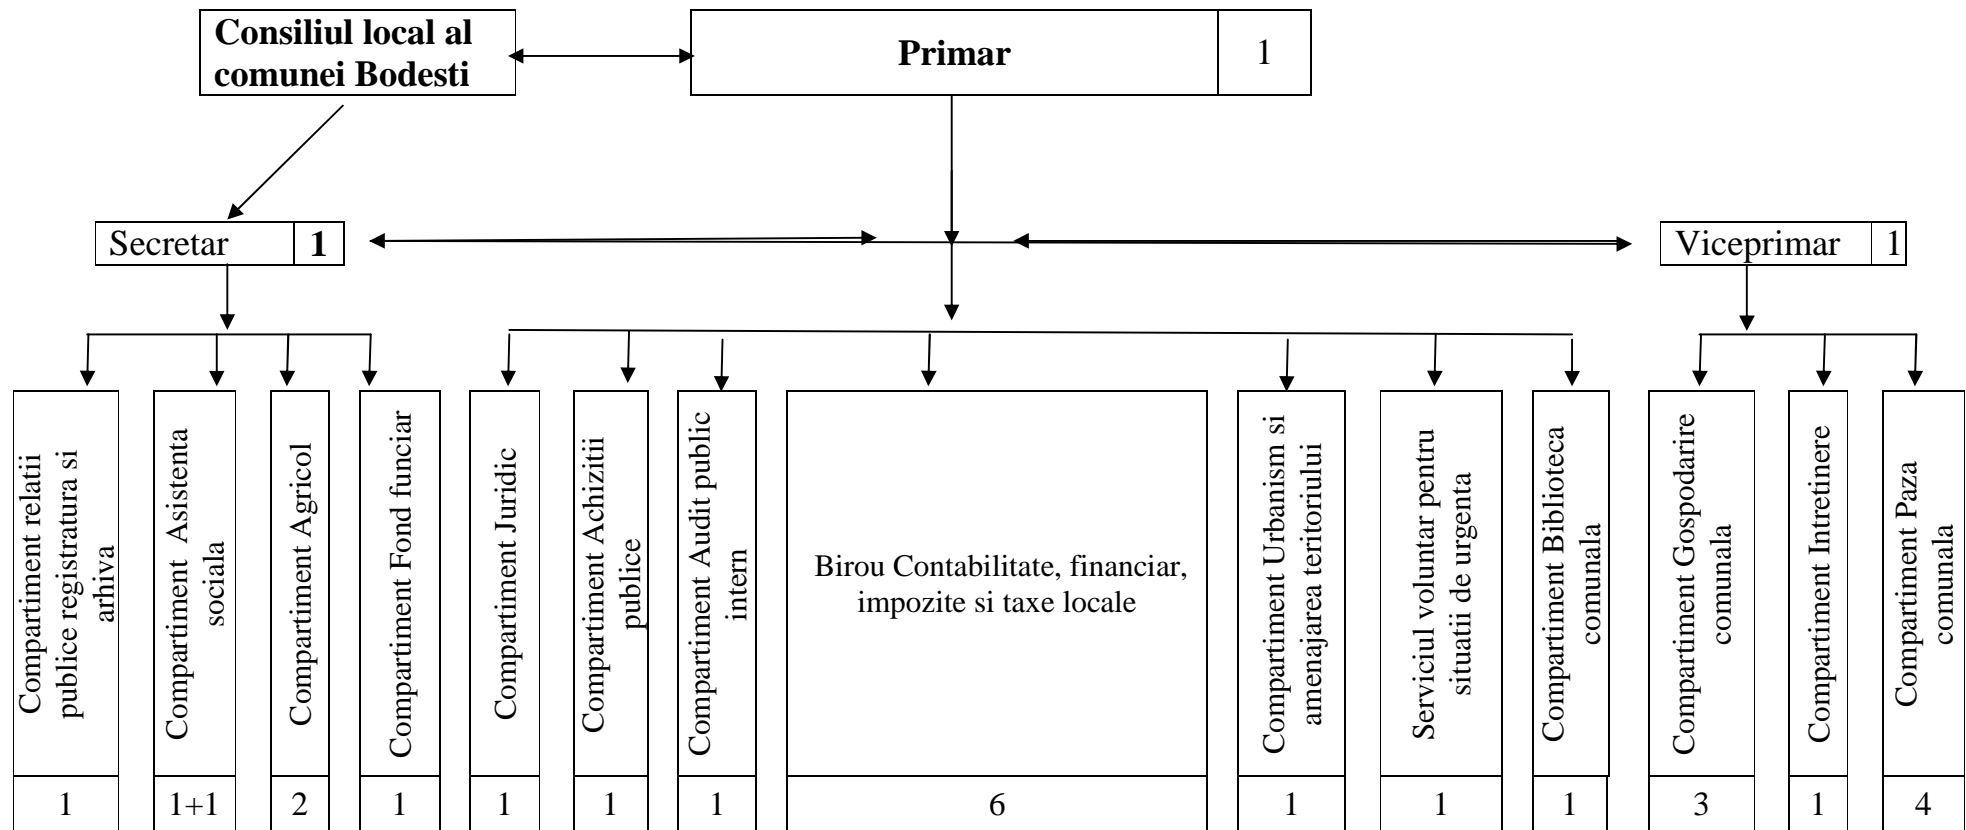 Consiliul local al
comunei Bodesti
Primar
1
Secretar
1
Viceprimar
1
Compartiment relatii
publice registratura si
arhiva
Compartiment Asistenta
sociala
Compartiment Agricol
Compartiment Fond funciar
Compartiment Juridic
Compartiment Achizitii
publice
Compartiment Audit public
intern
Birou Contabilitate, financiar,
impozite si taxe locale
Compartiment Urbanism si
amenajarea teritoriului
Serviciul voluntar pentru
situatii de urgenta
Compartiment Biblioteca
comunala
Compartiment Gospodarire
comunala
Compartiment Intretinere
Compartiment Paza
comunala
1
1+1
2
1
1
1
1
6
1
1
1
3
1
4